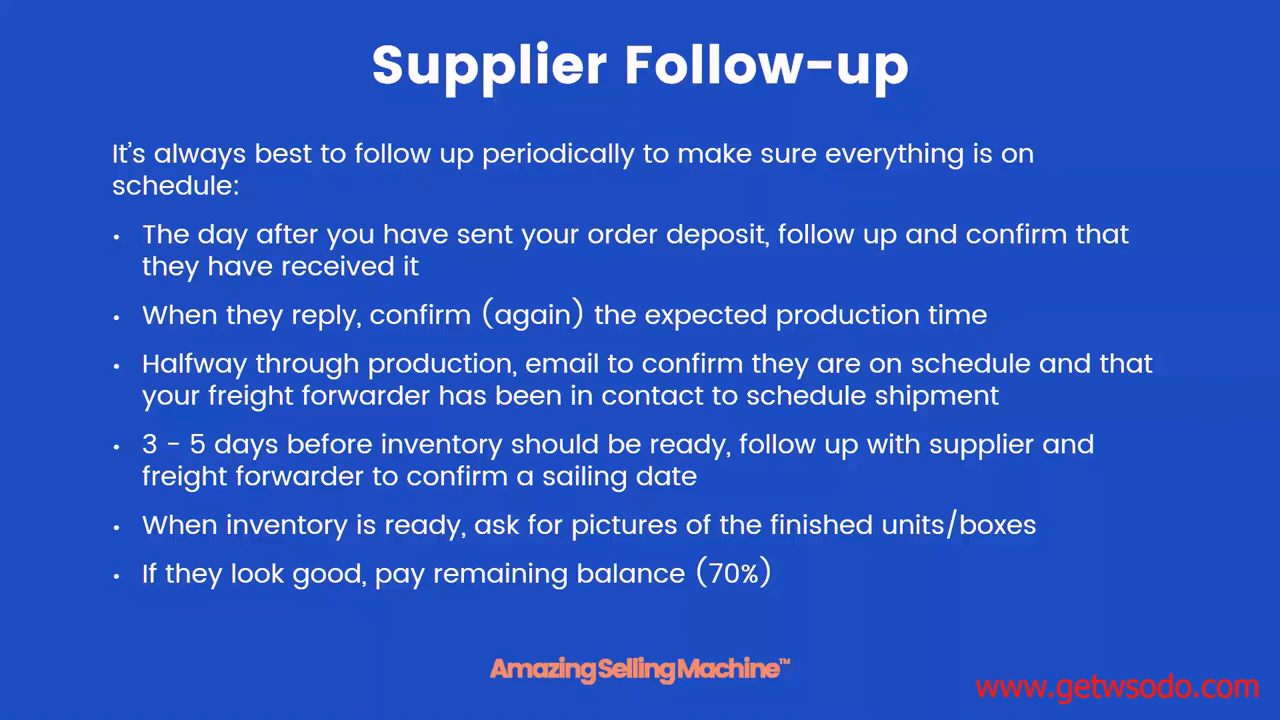 Supplier Follow-up
It's always best to follow up periodically to make sure everything is on
schedule:
• The day after you have sent your order deposit, follow up and confirm that
they have received it
• When they reply, confirm (again) the expected production time
• Halfway through production, email to confirm they are on schedule and that
your freight forwarder has been in contact to schedule shipment
• 3 - 5 days before inventory should be ready, follow up with supplier and
freight forwarder to confirm a sailing date
• When inventory is ready, ask for pictures of the finished units/boxes
• If they look good, pay remaining balance (70%)
AmazingSellingMachine™
www.getwsodo.com